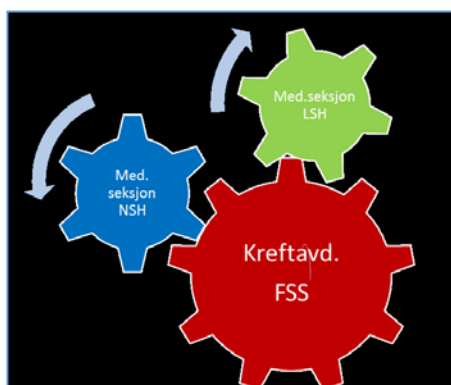 Med.seksjon
LSH
Med.
seksjon
NSH
Kreftavd.
FSS